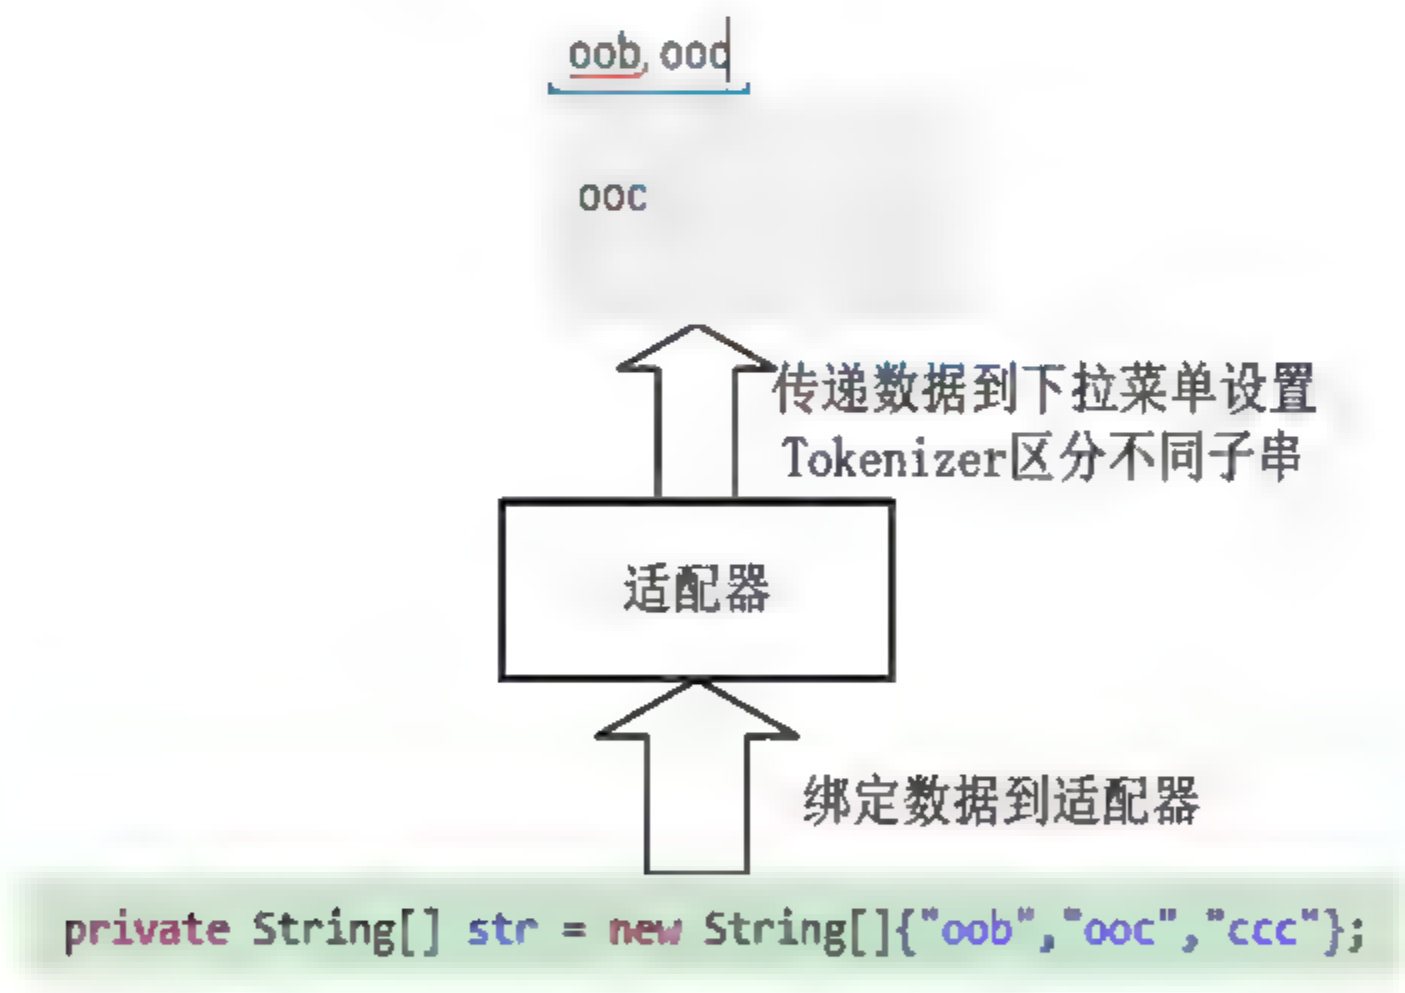 oob, ooc
ooc
传递数据到下拉菜单设置
Tokenizer区分不同子串
适配器
绑定数据到适配器
private String[] str = new String[]{"oob","ooc","ccc"};